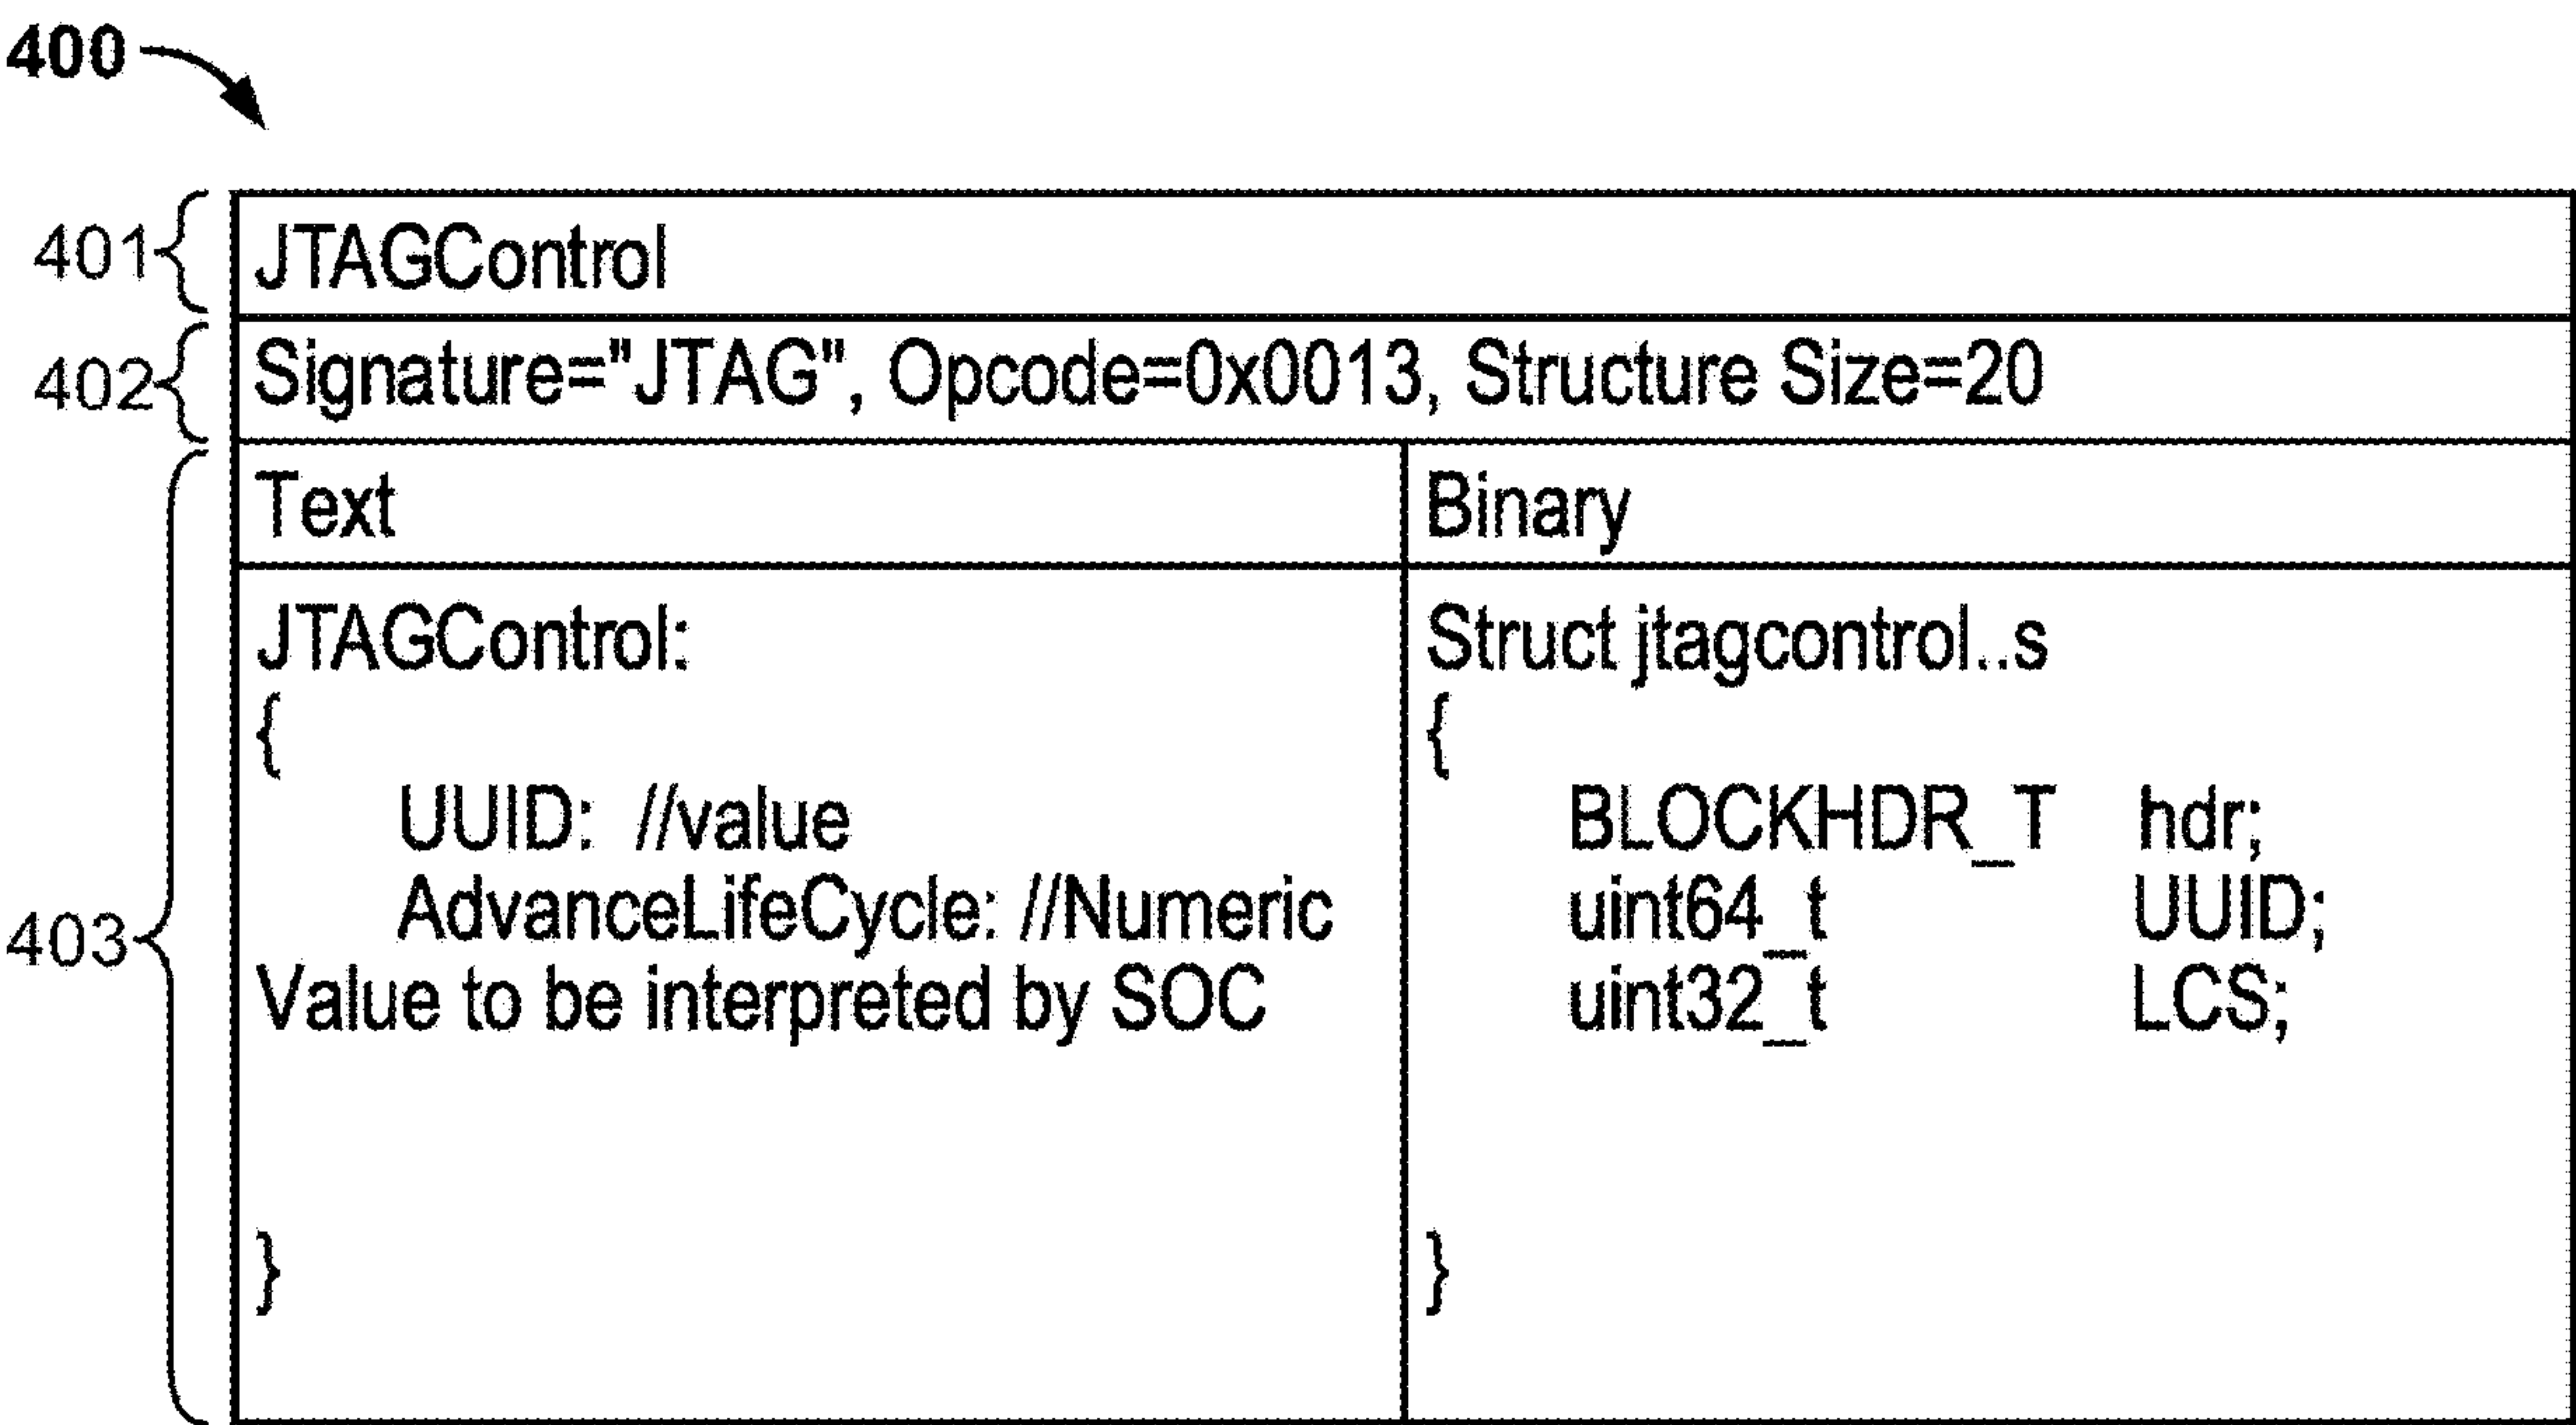 400
401
JTAGControl
402
Signature="JTAG", Opcode=0x0013, Structure Size=20
403
Text
Binary
JTAGControl:
{
UUID: //value
AdvanceLifeCycle: //Numeric
Value to be interpreted by SOC
}
Struct jtagcontrol..s
{
BLOCKHDR_T hdr;
uint64_t UUID;
uint32_t LCS;
}